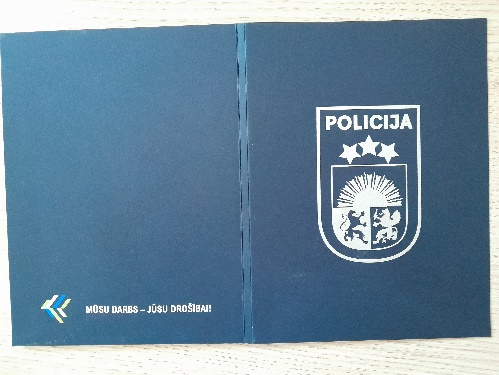 POLICIJA
MŪSU DARBS – JŪSU DROŠĪBAI!